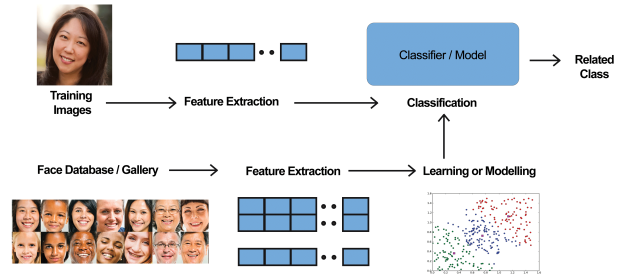 Classifier / Model
Related
Class
Training
Images
Feature Extraction
Classification
Face Database / Gallery
Feature Extraction
Learning or Modelling